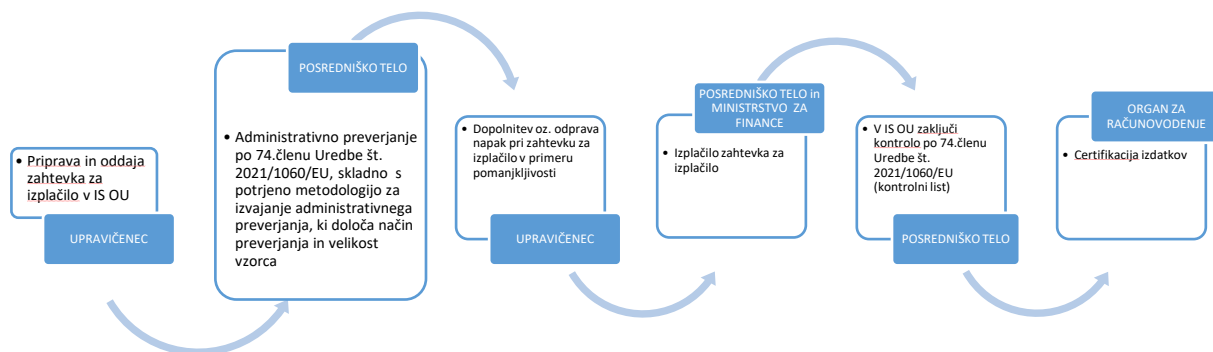 • Priprava in oddaja
zahtevka za
izplačilo v IS OU
UPRAVIČENEC
POSREDNIŠKO TELO
• Administrativno preverjanje
po 74.členu Uredbe št.
2021/1060/EU, skladno s
potrjeno metodologijo za
izvajanje administrativnega
preverjanja, ki določa način
preverjanja in velikost
vzorca
• Dopolnitev oz. odprava
napak pri zahtevku za
izplačilo v primeru
pomanjkljivosti
UPRAVIČENEC
POSREDNIŠKO TELO in
MINISTRSTVO ZA
FINANCE
• Izplačilo zahtevka za
izplačilo
• V IS OU zaključi
kontrolo po 74.členu
Uredbe št.
2021/1060/EU
(kontrolni list)
POSREDNIŠKO TELO
ORGAN ZA
RAČUNOVODENJE
• Certifikacija izdatkov